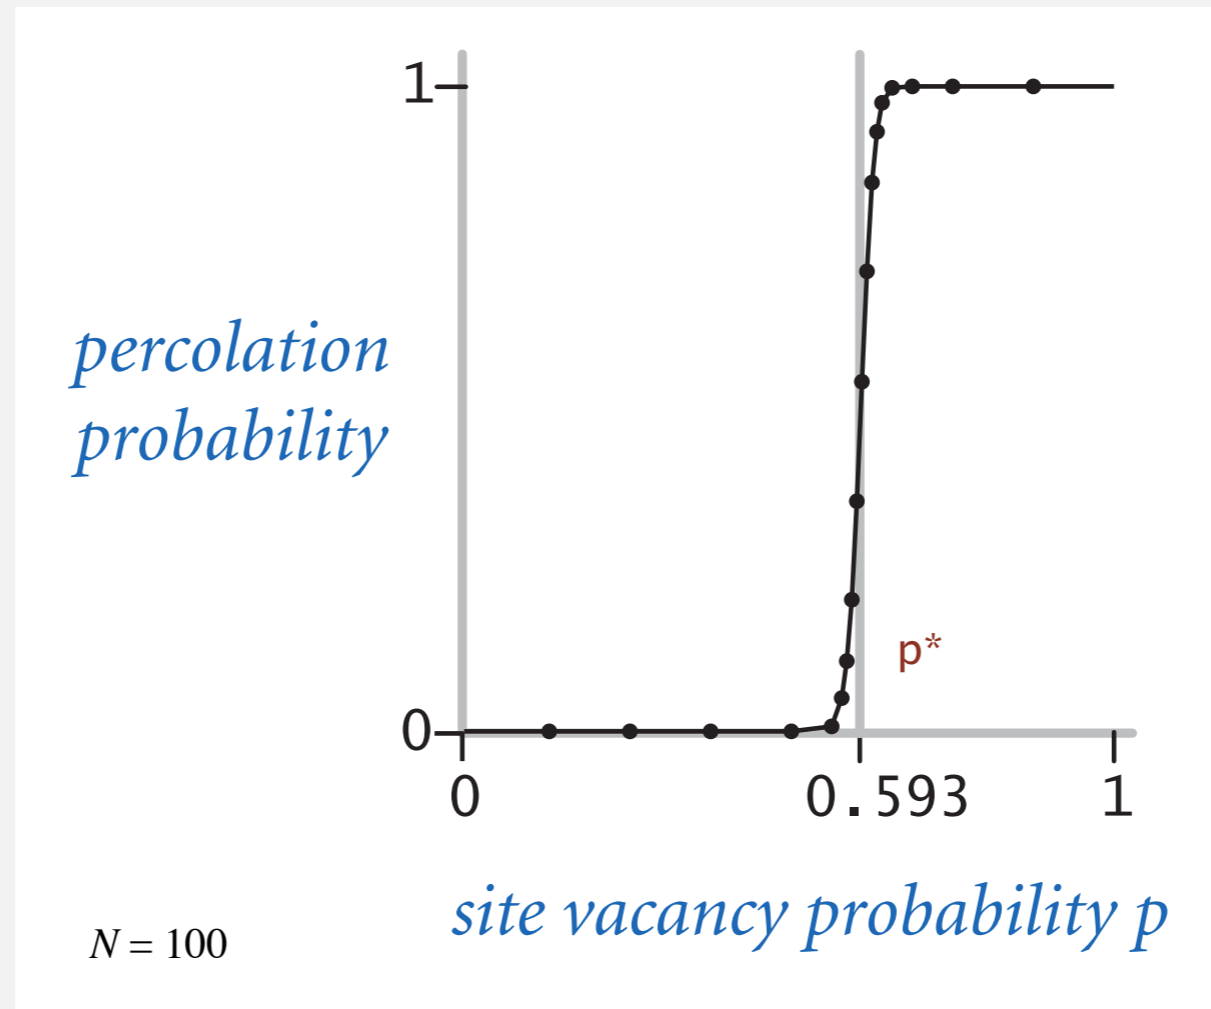 1
percolation
probability
p*
0
0 0.593 1
site vacancy probability p
N = 100